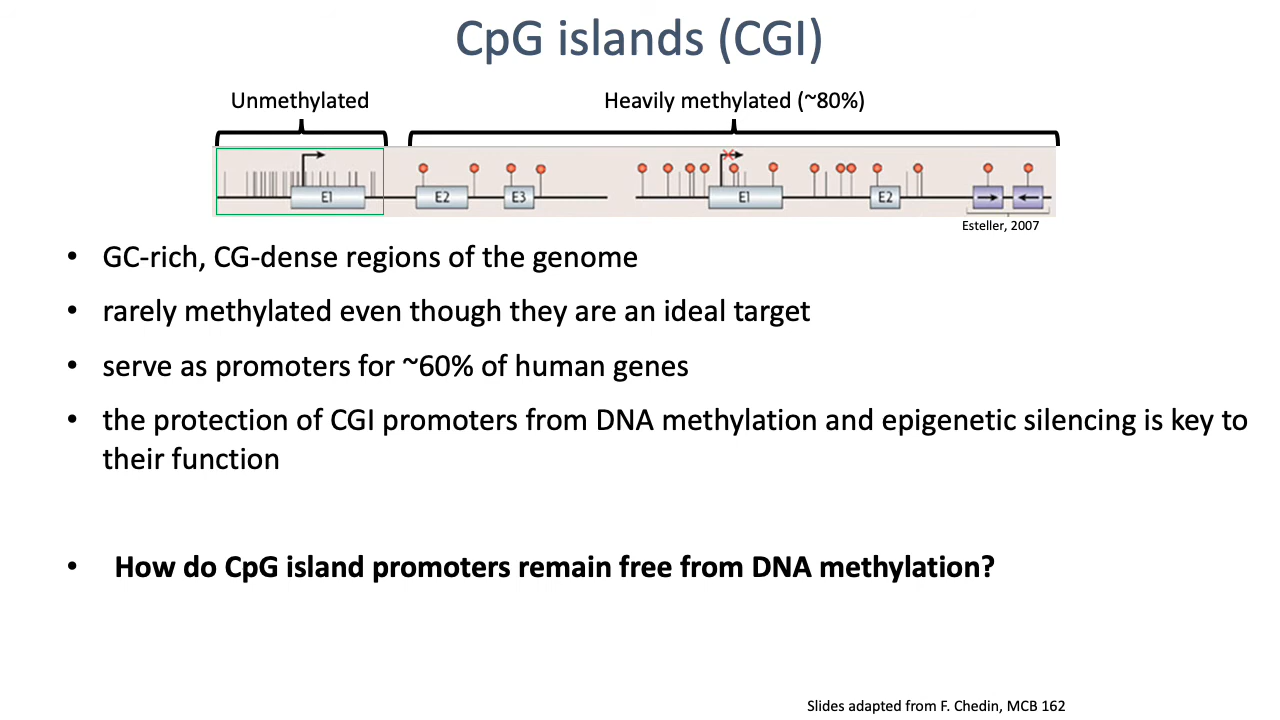 CpG islands (CGI)
Unmethylated
Heavily methylated (~80%)
E1
E2
E3
E1
E2
Esteller, 2007
• GC-rich, CG-dense regions of the genome
• rarely methylated even though they are an ideal target
• serve as promoters for ~60% of human genes
• the protection of CGI promoters from DNA methylation and epigenetic silencing is key to
their function
• How do CpG island promoters remain free from DNA methylation?
Slides adapted from F. Chedin, MCB 162